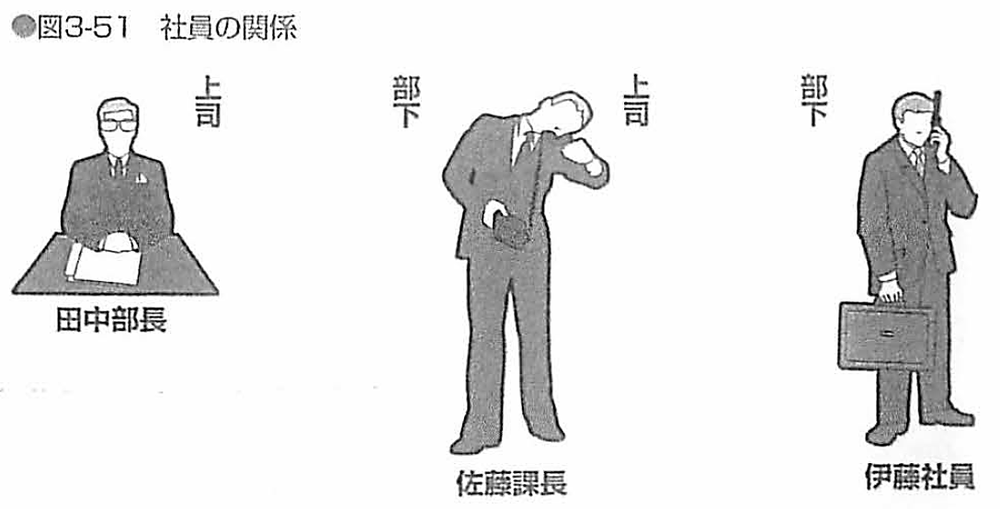 ●図3-51 社員の関係
上司
部下
上司
部下
田中部長
佐藤課長
伊藤社員